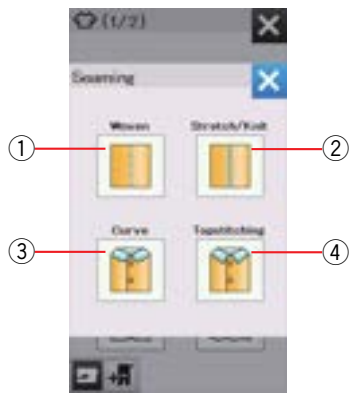 (1/2)
Seaming
① Woven Stretch/Knit ②
③ Curve Topstitching ④